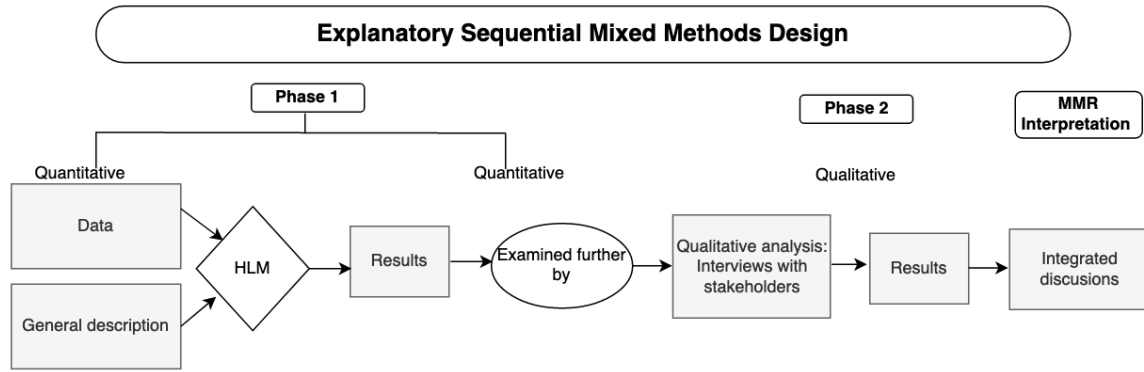 Explanatory Sequential Mixed Methods Design
Phase 1
Phase 2
MMR
Interpretation
Quantitative
Quantitative
Qualitative
Data
General description
HLM
Results
Examined further
by
Qualitative analysis:
Interviews with
stakeholders
Results
Integrated
discusions